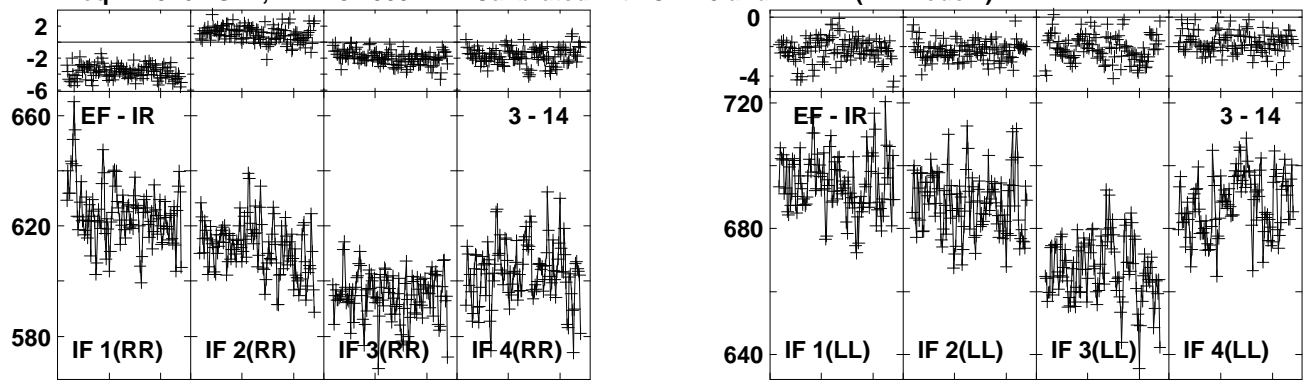 2
-2
-6
660
620
580
EF - IR
3 - 14
IF 1(RR)
IF 2(RR)
IF 3(RR)
IF 4(RR)
0
-4
720
680
640
EF - IR
3 - 14
IF 1(LL)
IF 2(LL)
IF 3(LL)
IF 4(LL)